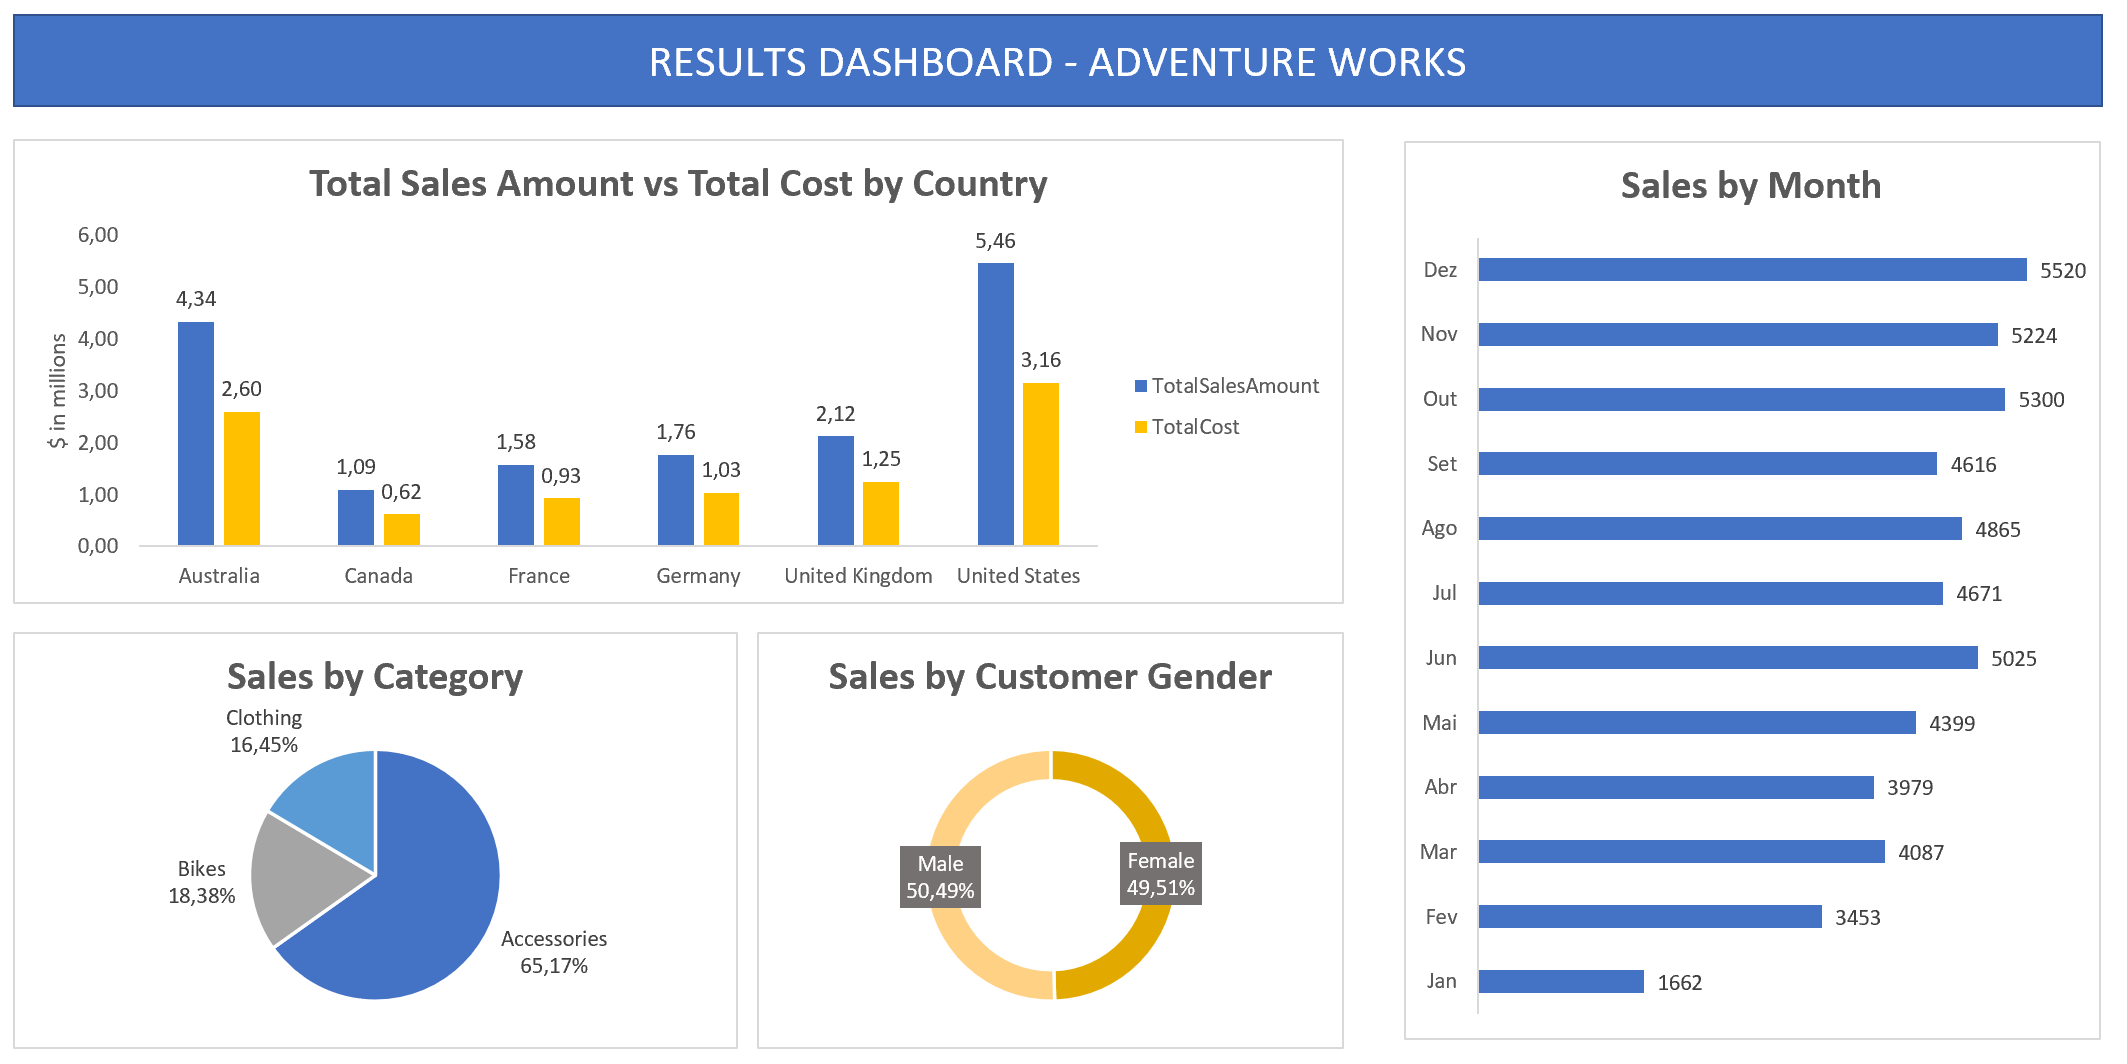 RESULTS DASHBOARD - ADVENTURE WORKS
Total Sales Amount vs Total Cost by Country
$ in millions
6,00
5,00
4,00
3,00
2,00
1,00
0,00
4,34
2,60
1,09
0,62
1,58
0,93
1,76
1,03
2,12
1,25
5,46
3,16
Australia
Canada
France
Germany
United Kingdom
United States
TotalSalesAmount
TotalCost
Sales by Category
Clothing
16,45%
Bikes
18,38%
Accessories
65,17%
Sales by Customer Gender
Male
50,49%
Female
49,51%
Sales by Month
Dez 5520
Nov 5224
Out 5300
Set 4616
Ago 4865
Jul 4671
Jun 5025
Mai 4399
Abr 3979
Mar 4087
Fev 3453
Jan 1662